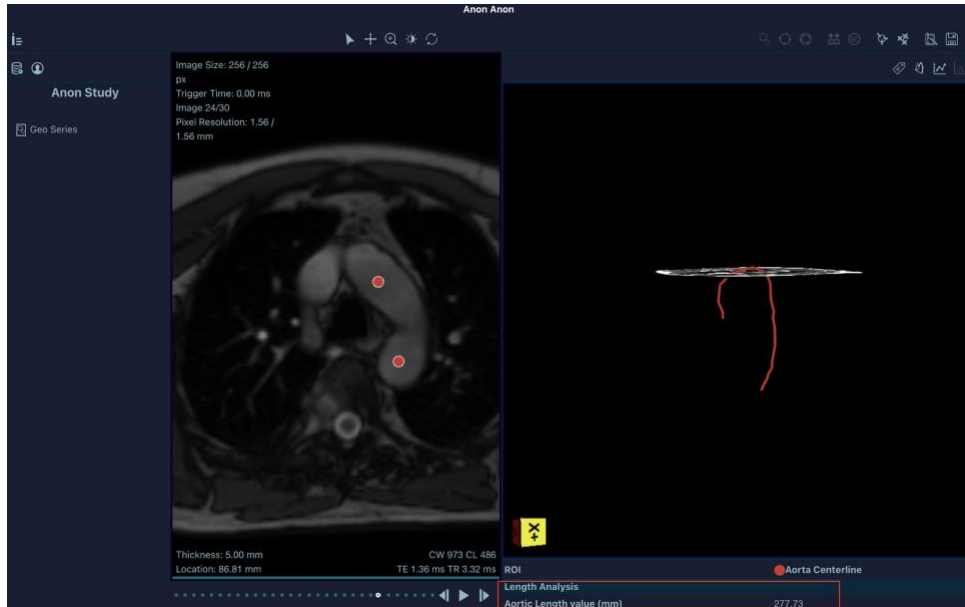 Anon Anon
Anon Study
Geo Series
Image Size: 256 / 256
px
Trigger Time: 0.00 ms
Image 24/30
Pixel Resolution: 1.56 /
1.56 mm
Thickness: 5.00 mm
Location: 86.81 mm
CW 973 CL 486
TE 1.36 ms TR 3.32 ms
X+
ROI Aorta Centerline
Length Analysis
Aortic Length value (mm) 277.73